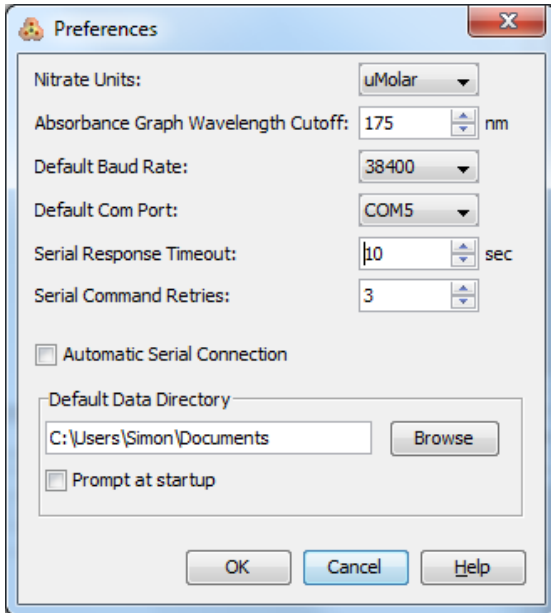 Preferences
Nitrate Units: uMolar
Absorbance Graph Wavelength Cutoff: 175 nm
Default Baud Rate: 38400
Default Com Port: COM5
Serial Response Timeout: 10 sec
Serial Command Retries: 3
Automatic Serial Connection
Default Data Directory
C:\Users\Simon\Documents Browse
Prompt at startup
OK Cancel Help